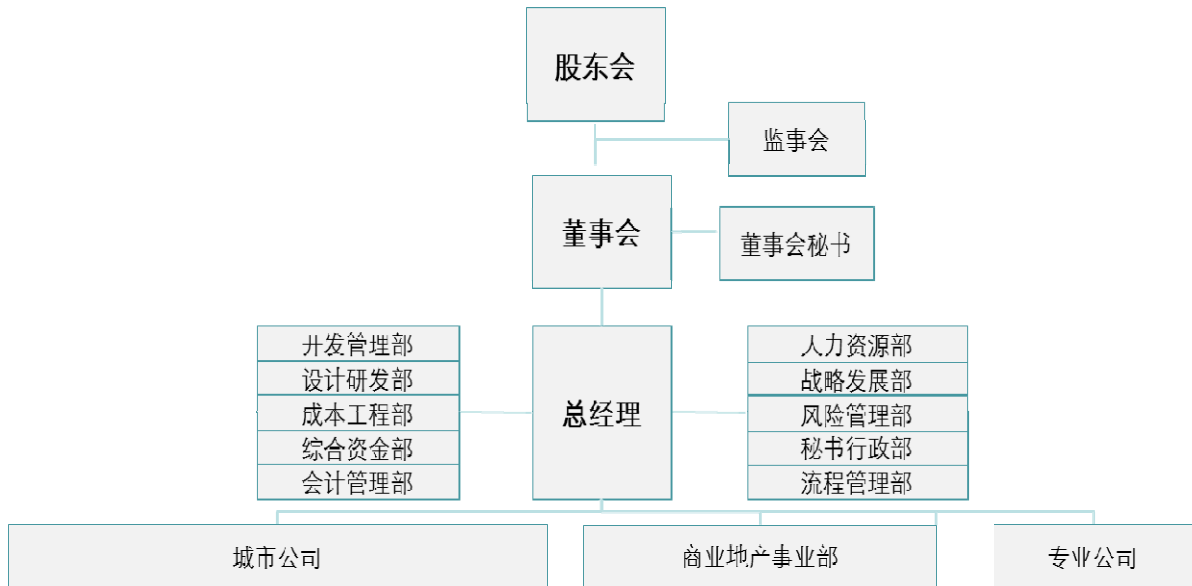 股东会
监事会
董事会
董事会秘书
开发管理部
设计研发部
成本工程部
综合资金部
会计管理部
总经理
人力资源部
战略发展部
风险管理部
秘书行政部
流程管理部
城市公司
商业地产事业部
专业公司